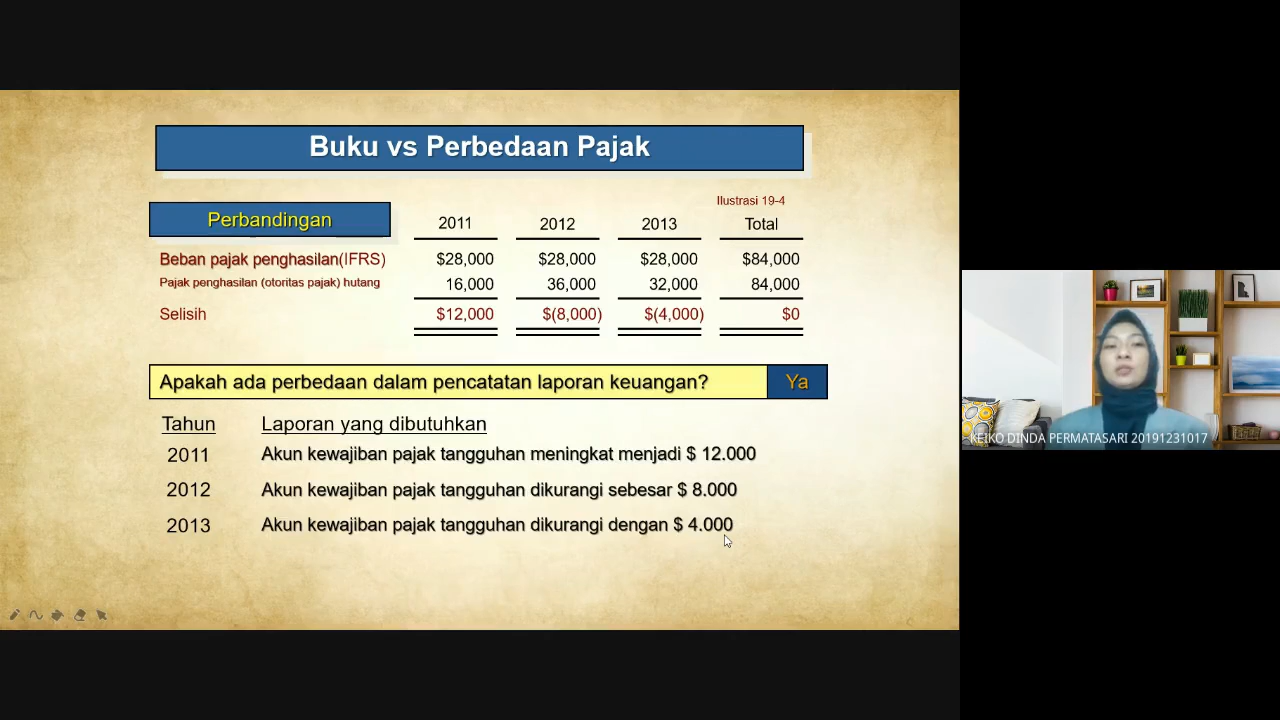 Buku vs Perbedaan Pajak
Ilustrasi 19-4
Perbandingan 2011 2012 2013 Total
Beban pajak penghasilan(IFRS) $28,000 $28,000 $28,000 $84,000
Pajak penghasilan (otoritas pajak) hutang 16,000 36,000 32,000 84,000
Selisih $12,000 $(8,000) $(4,000) $0
Apakah ada perbedaan dalam pencatatan laporan keuangan? Ya
Tahun Laporan yang dibutuhkan
2011 Akun kewajiban pajak tangguhan meningkat menjadi $ 12.000
2012 Akun kewajiban pajak tangguhan dikurangi sebesar $ 8.000
2013 Akun kewajiban pajak tangguhan dikurangi dengan $ 4.000
KEIKO DINDA PERMATASARI 20191231017